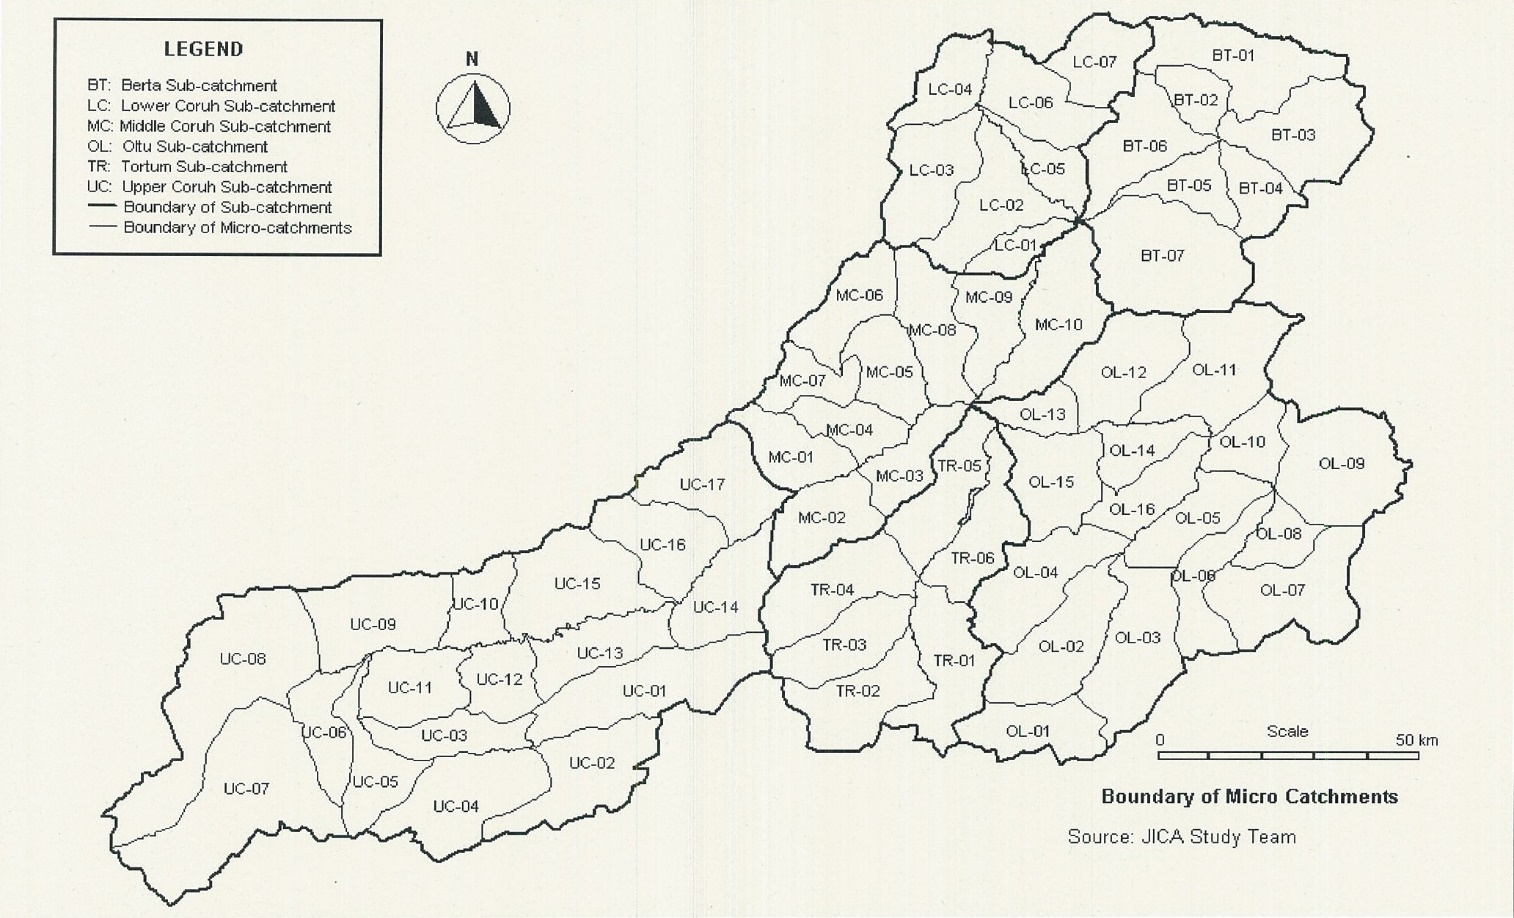 LEGEND
BT: Berta Sub-catchment
LC: Lower Coruh Sub-catchment
MC: Middle Coruh Sub-catchment
OL: Oltu Sub-catchment
TR: Tortum Sub-catchment
UC: Upper Coruh Sub-catchment
Boundary of Sub-catchment
Boundary of Micro-catchments
N
LC-07
BT-01
LC-04
LC-06
BT-02
BT-03
BT-06
LC-03
LC-05
BT-05
BT-04
LC-02
LC-01
BT-07
MC-06
MC-09
MC-08
MC-10
MC-07
MC-05
OL-12
OL-11
OL-13
MC-04
OL-14
OL-10
MC-01
MC-03
TR-05
OL-09
UC-17
OL-15
MC-02
OL-16
OL-05
UC-16
OL-08
TR-06
OL-04
OL-06
UC-15
TR-04
OL-07
UC-10
UC-14
UC-09
OL-03
TR-03
OL-02
UC-08
UC-13
TR-01
UC-11
UC-12
UC-01
TR-02
UC-06
UC-03
OL-01
UC-02
UC-07
UC-05
UC-04
Scale
0
50 km
Boundary of Micro Catchments
Source: JICA Study Team